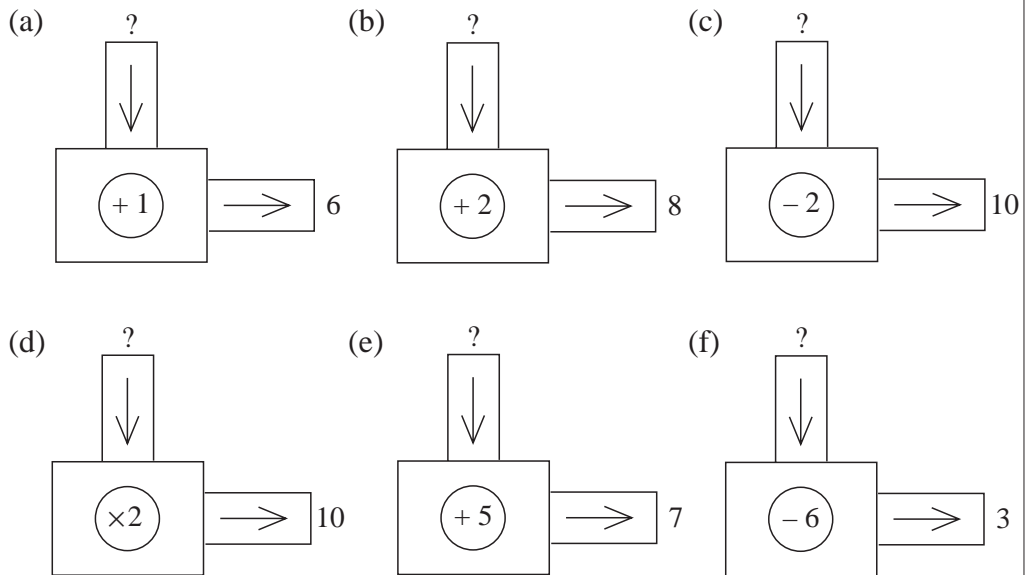 (a) ? (b) ? (c) ?
+ 1 6 + 2 8 – 2 10
(d) ? (e) ? (f) ?
×2 10 + 5 7 – 6 3